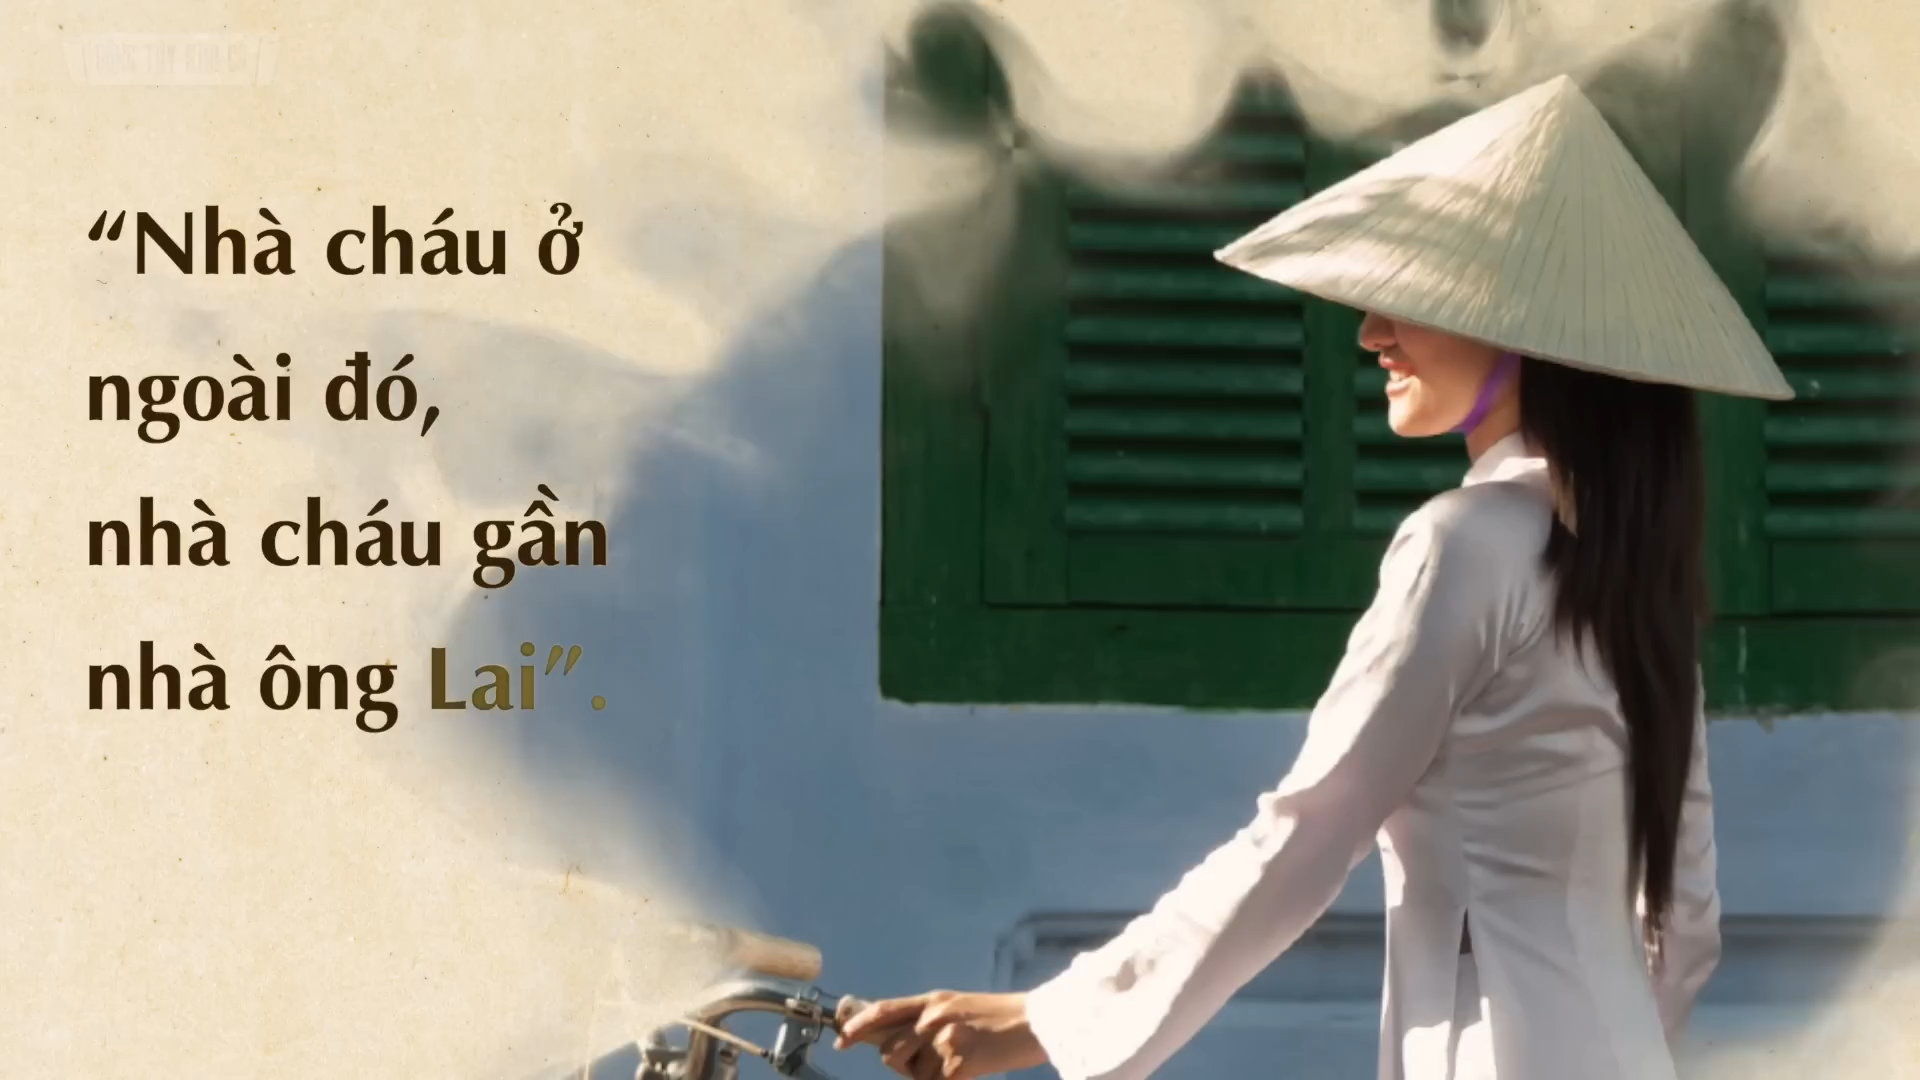 “Nhà cháu ở
ngoài đó,
nhà cháu gần
nhà ông Lai”.